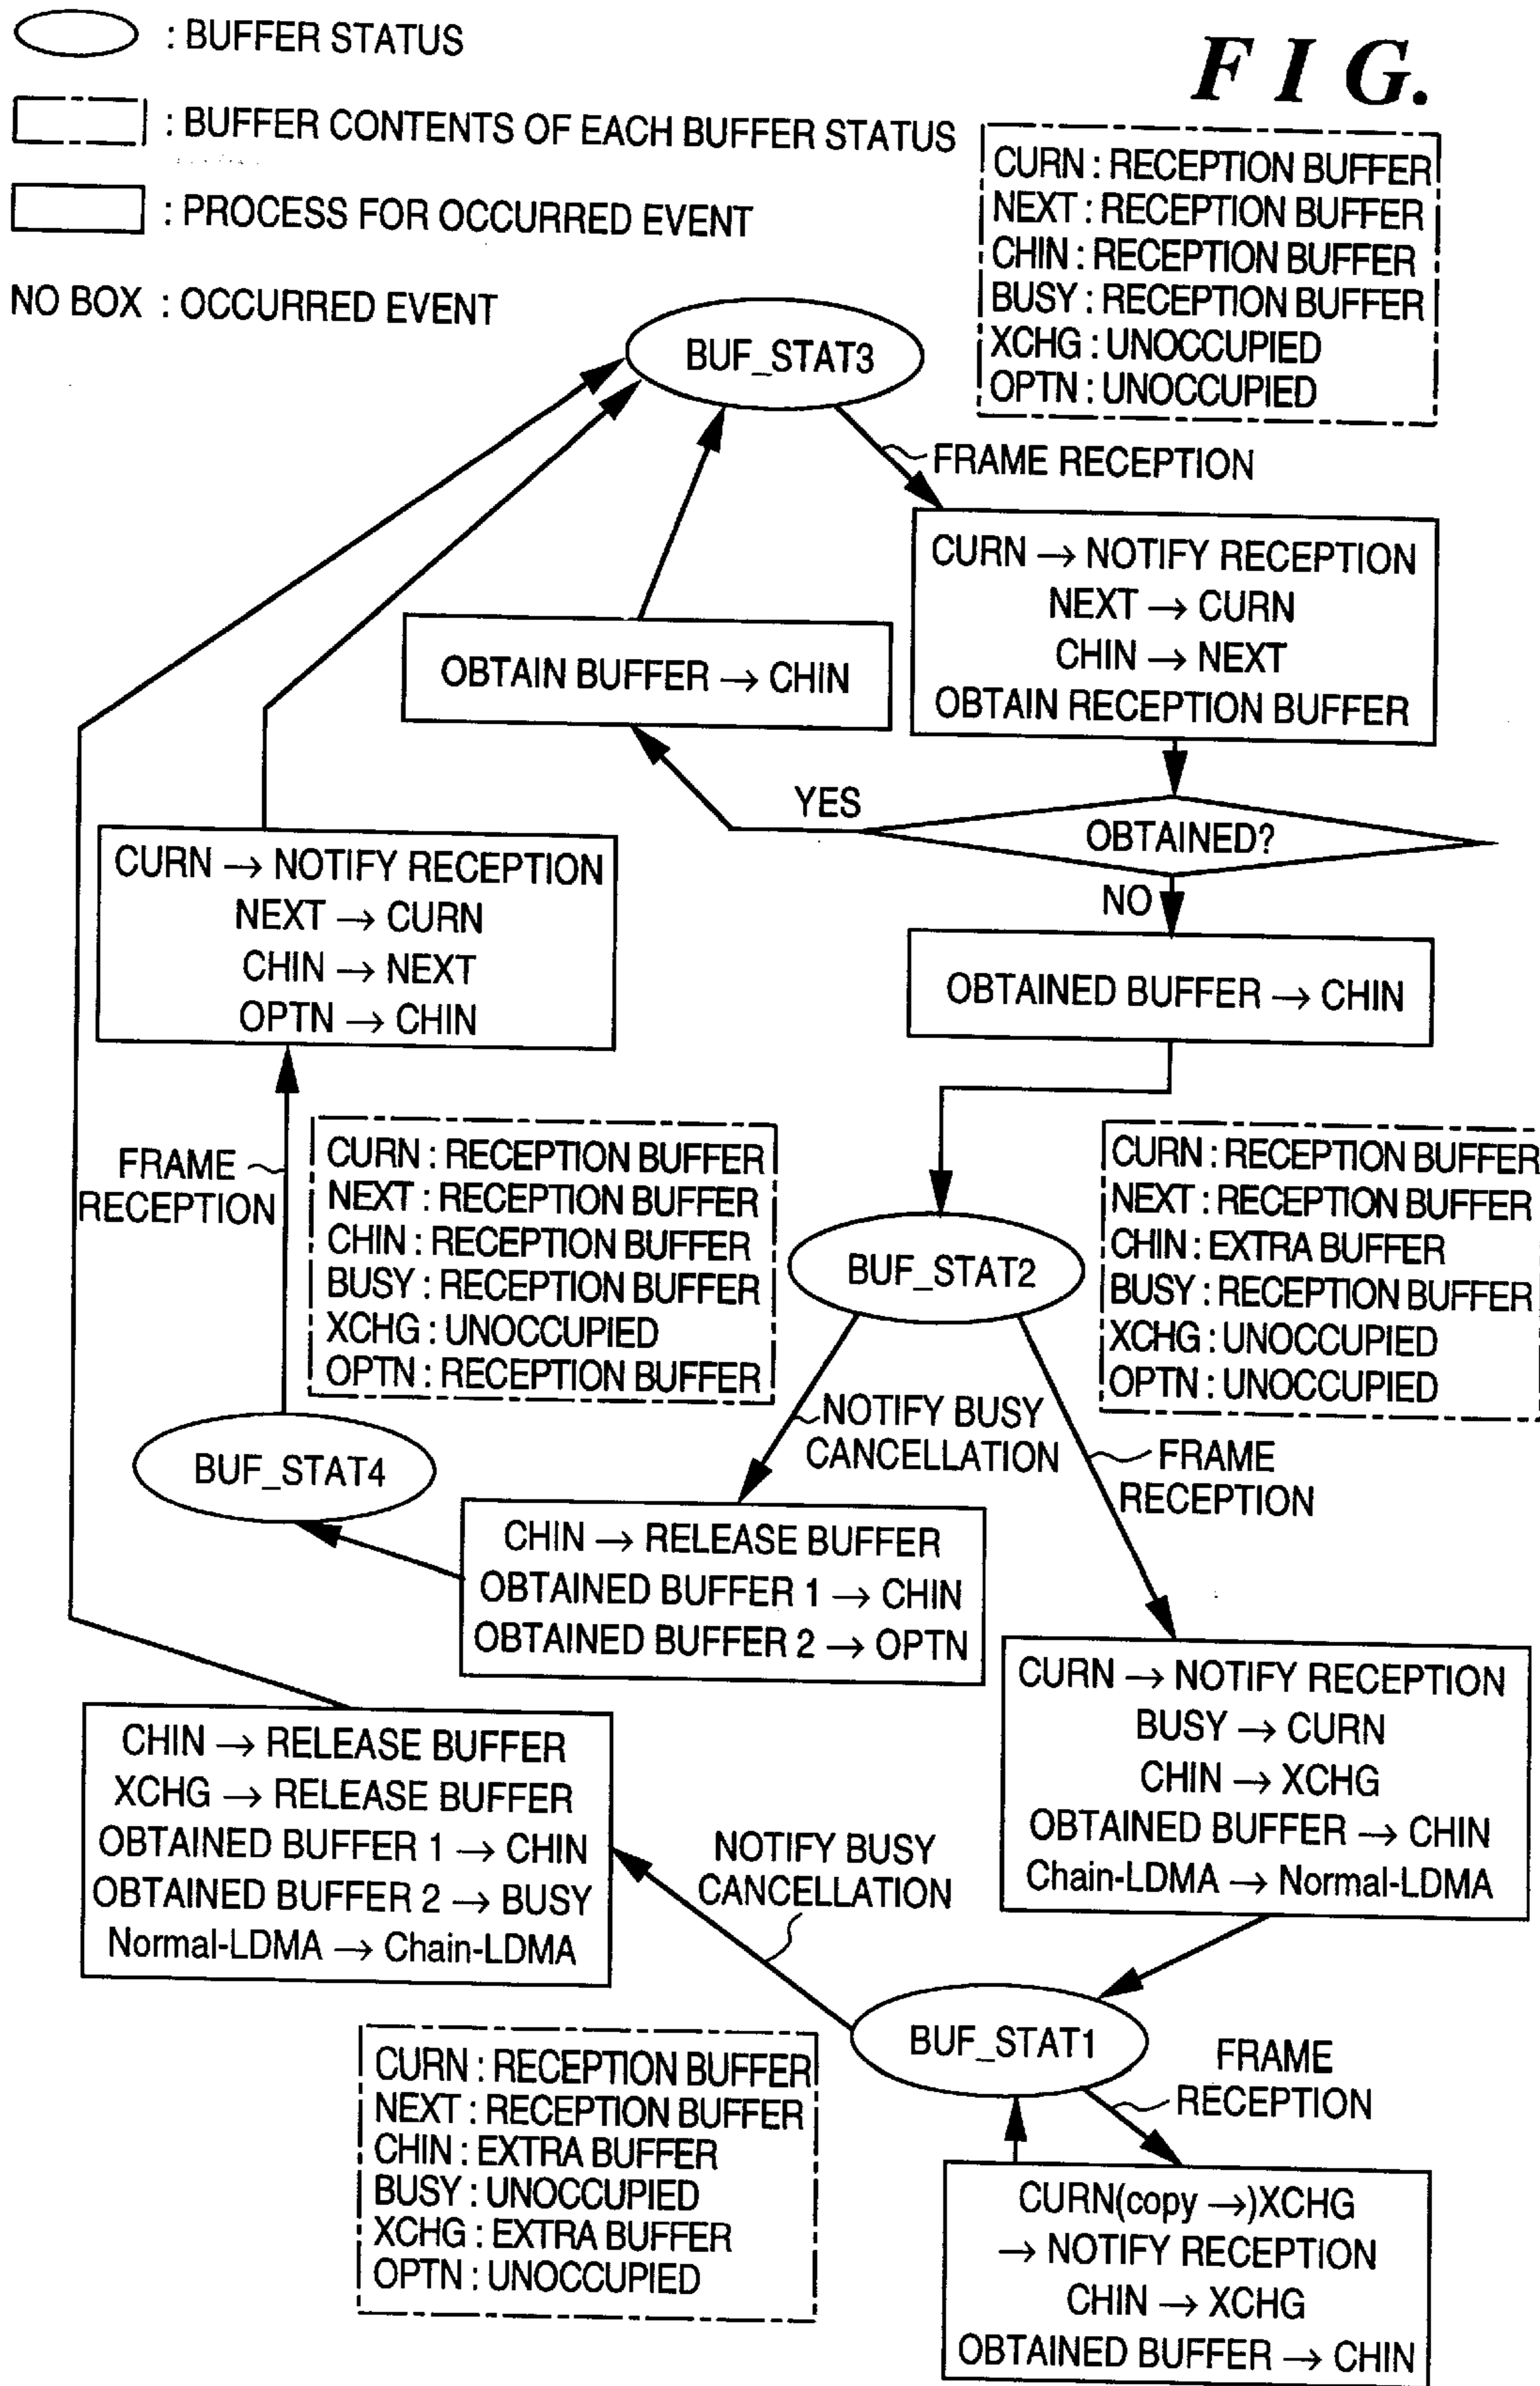 : BUFFER STATUS
FIG.
: BUFFER CONTENTS OF EACH BUFFER STATUS
: PROCESS FOR OCCURRED EVENT
NO BOX : OCCURRED EVENT
CURN : RECEPTION BUFFER
NEXT : RECEPTION BUFFER
CHIN : RECEPTION BUFFER
BUSY : RECEPTION BUFFER
XCHG : UNOCCUPIED
OPTN : UNOCCUPIED
BUF_STAT3
FRAME RECEPTION
CURN → NOTIFY RECEPTION
NEXT → CURN
CHIN → NEXT
OBTAIN RECEPTION BUFFER
OBTAIN BUFFER → CHIN
YES
OBTAINED?
NO
CURN → NOTIFY RECEPTION
NEXT → CURN
CHIN → NEXT
OPTN → CHIN
OBTAINED BUFFER → CHIN
FRAME
RECEPTION
CURN : RECEPTION BUFFER
NEXT : RECEPTION BUFFER
CHIN : RECEPTION BUFFER
BUSY : RECEPTION BUFFER
XCHG : UNOCCUPIED
OPTN : RECEPTION BUFFER
BUF_STAT2
CURN : RECEPTION BUFFER
NEXT : RECEPTION BUFFER
CHIN : EXTRA BUFFER
BUSY : RECEPTION BUFFER
XCHG : UNOCCUPIED
OPTN : UNOCCUPIED
NOTIFY BUSY
CANCELLATION
FRAME
RECEPTION
BUF_STAT4
CHIN → RELEASE BUFFER
OBTAINED BUFFER 1 → CHIN
OBTAINED BUFFER 2 → OPTN
CURN → NOTIFY RECEPTION
BUSY → CURN
CHIN → XCHG
OBTAINED BUFFER → CHIN
Chain-LDMA → Normal-LDMA
CHIN → RELEASE BUFFER
XCHG → RELEASE BUFFER
OBTAINED BUFFER 1 → CHIN
OBTAINED BUFFER 2 → BUSY
Normal-LDMA → Chain-LDMA
NOTIFY BUSY
CANCELLATION
BUF_STAT1
FRAME
RECEPTION
CURN : RECEPTION BUFFER
NEXT : RECEPTION BUFFER
CHIN : EXTRA BUFFER
BUSY : UNOCCUPIED
XCHG : EXTRA BUFFER
OPTN : UNOCCUPIED
CURN(copy →)XCHG
→ NOTIFY RECEPTION
CHIN → XCHG
OBTAINED BUFFER → CHIN